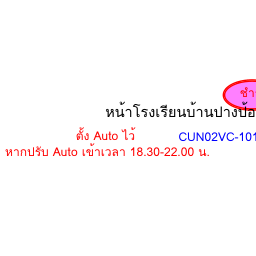 ชำ
หน้าโรงเรียนบ้านปางป้อ
ตั้ง Auto ไว้ CUN02VC-101
หากปรับ Auto เข้าเวลา 18.30-22.00 น.